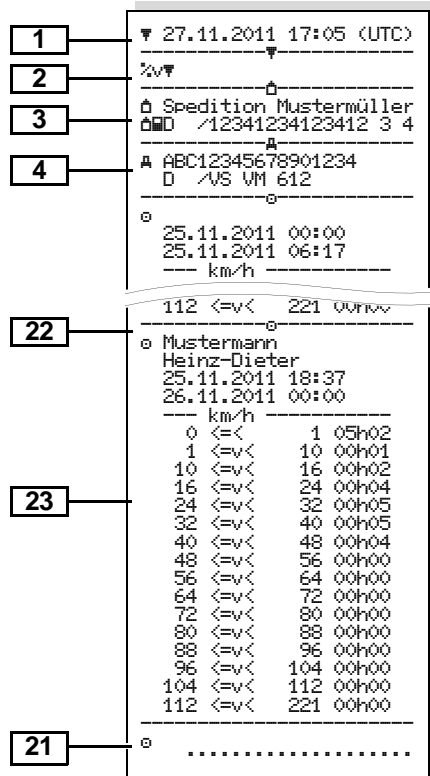 1
▼ 27.11.2011 17:05 (UTC)
2
%v▼
3
Spedition Mustermüller
D /12341234123412 3 4
4
A ABC12345678901234
D /VS VM 612
25.11.2011 00:00
25.11.2011 06:17
--- km/h -----------
112 <=v< 221 00h00
22
Mustermann
Heinz-Dieter
25.11.2011 18:37
26.11.2011 00:00
--- km/h -----------
0 <=< 1 05h02
1 <=v< 10 00h01
10 <=v< 16 00h02
16 <=v< 24 00h04
23
24 <=v< 32 00h05
32 <=v< 40 00h05
40 <=v< 48 00h04
48 <=v< 56 00h00
56 <=v< 64 00h00
64 <=v< 72 00h00
72 <=v< 80 00h00
80 <=v< 88 00h00
88 <=v< 96 00h00
96 <=v< 104 00h00
104 <=v< 112 00h00
112 <=v< 221 00h00
21
....................